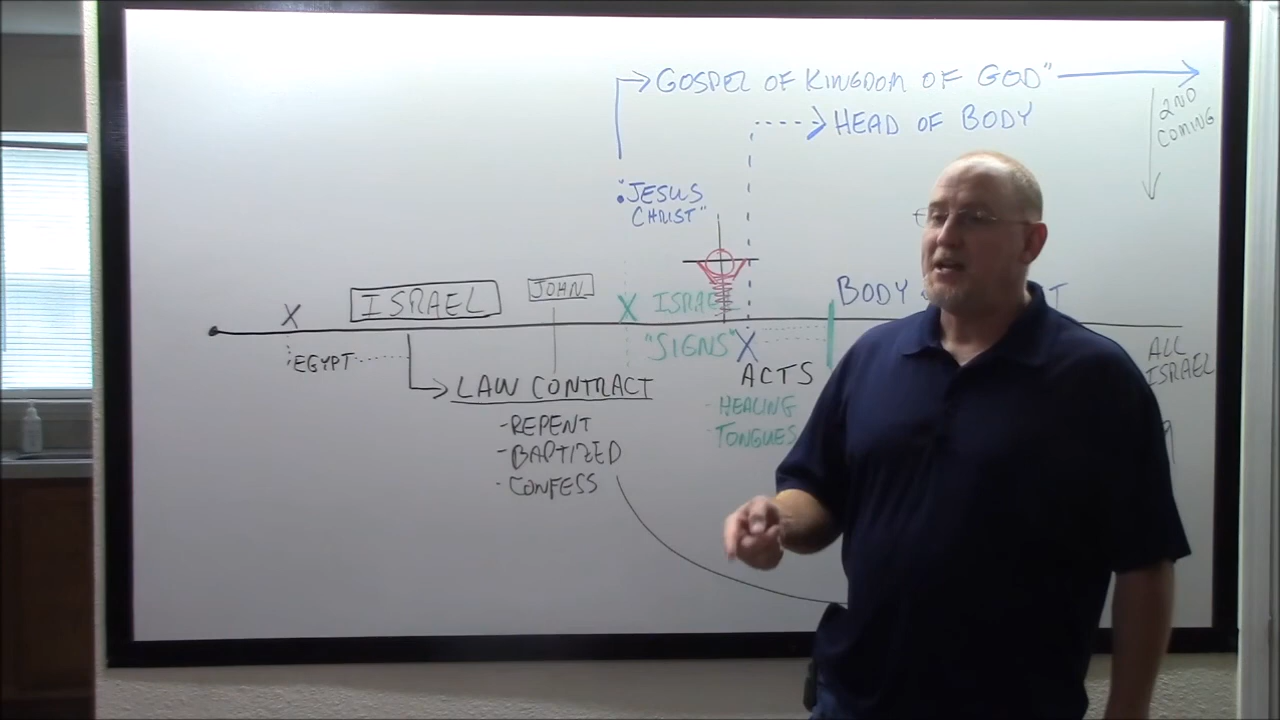 GOSPEL OF KINGDOM OF GOD"
HEAD OF BODY
2ND
COMING
"JESUS
CHRIST"
X
ISRAEL
JOHN
X ISRAEL
BODY
T
EGYPT
"SIGNS"
X
ALL
ISRAEL
LAW CONTRACT
ACTS
- REPENT
- HEALING
- BAPTIZED
- TONGUES
- CONFESS